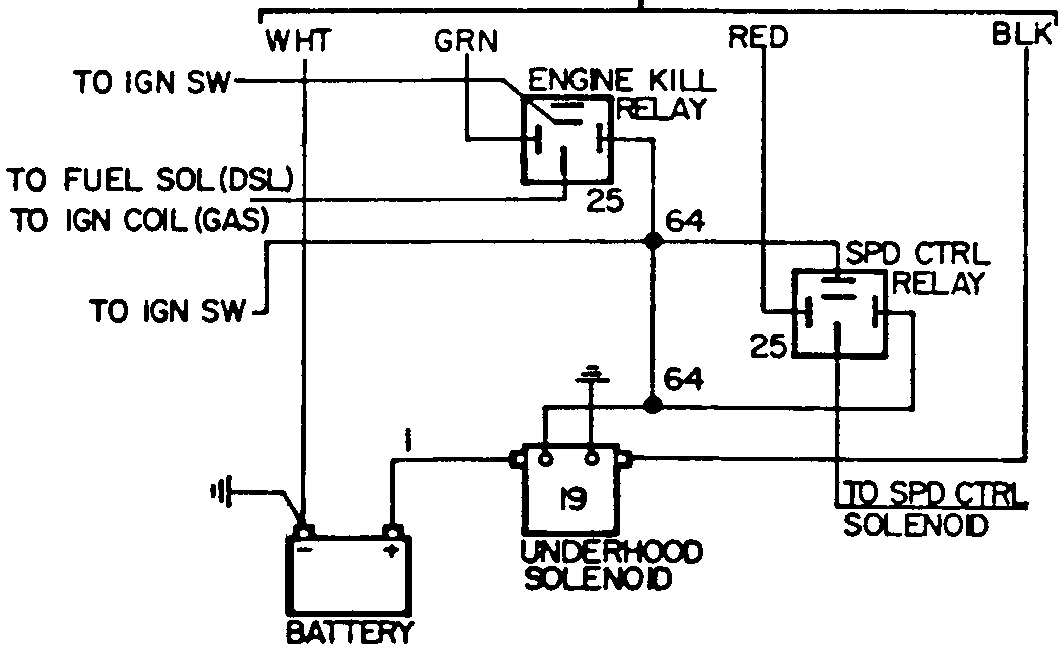 WHT GRN RED BLK
TO IGN SW
ENGINE KILL
RELAY
TO FUEL SOL(DSL)
TO IGN COIL(GAS)
25
64
SPD CTRL
RELAY
TO IGN SW
25
64
1
19
TO SPD CTRL
SOLENOID
- +
UNDERHOOD
SOLENOID
BATTERY